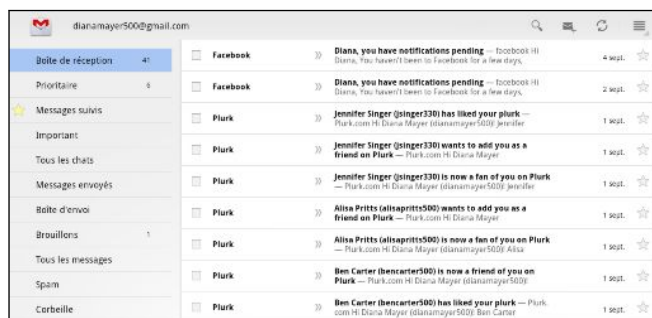 dianamayer500@gmail.com
Boîte de réception 41
Prioritaire 6
Messages suivis
Important
Tous les chats
Messages envoyés
Boîte d'envoi
Brouillons 1
Tous les messages
Spam
Corbeille
Facebook » Diana, you have notifications pending — facebook Hi
Diana, You haven't been to Facebook for a few days, 4 sept.
Facebook » Diana, you have notifications pending — facebook Hi
Diana, You haven't been to Facebook for a few days, 2 sept.
Plurk » Jennifer Singer (jsinger330) has liked your plurk —
Plurk.com Hi Diana Mayer (dianamayer500)! Jennifer 1 sept.
Plurk » Jennifer Singer (jsinger330) wants to add you as a
friend on Plurk — Plurk.com Hi Diana Mayer 1 sept.
Plurk » Jennifer Singer (jsinger330) is now a fan of you on Plurk
— Plurk.com Hi Diana Mayer (dianamayer500)! Jennifer 1 sept.
Plurk » Alisa Pritts (alisapritts500) wants to add you as a
friend on Plurk — Plurk.com Hi Diana Mayer 1 sept.
Plurk » Alisa Pritts (alisapritts500) is now a fan of you on Plurk
— Plurk.com Hi Diana Mayer (dianamayer500)! Alisa 1 sept.
Plurk » Ben Carter (bencarter500) is now a friend of you on
Plurk — Plurk.com Hi Diana Mayer (dianamayer500)! 1 sept.
Plurk » Ben Carter (bencarter500) has liked your plurk — Plurk.
com Hi Diana Mayer (dianamayer500)! Ben Carter 1 sept.